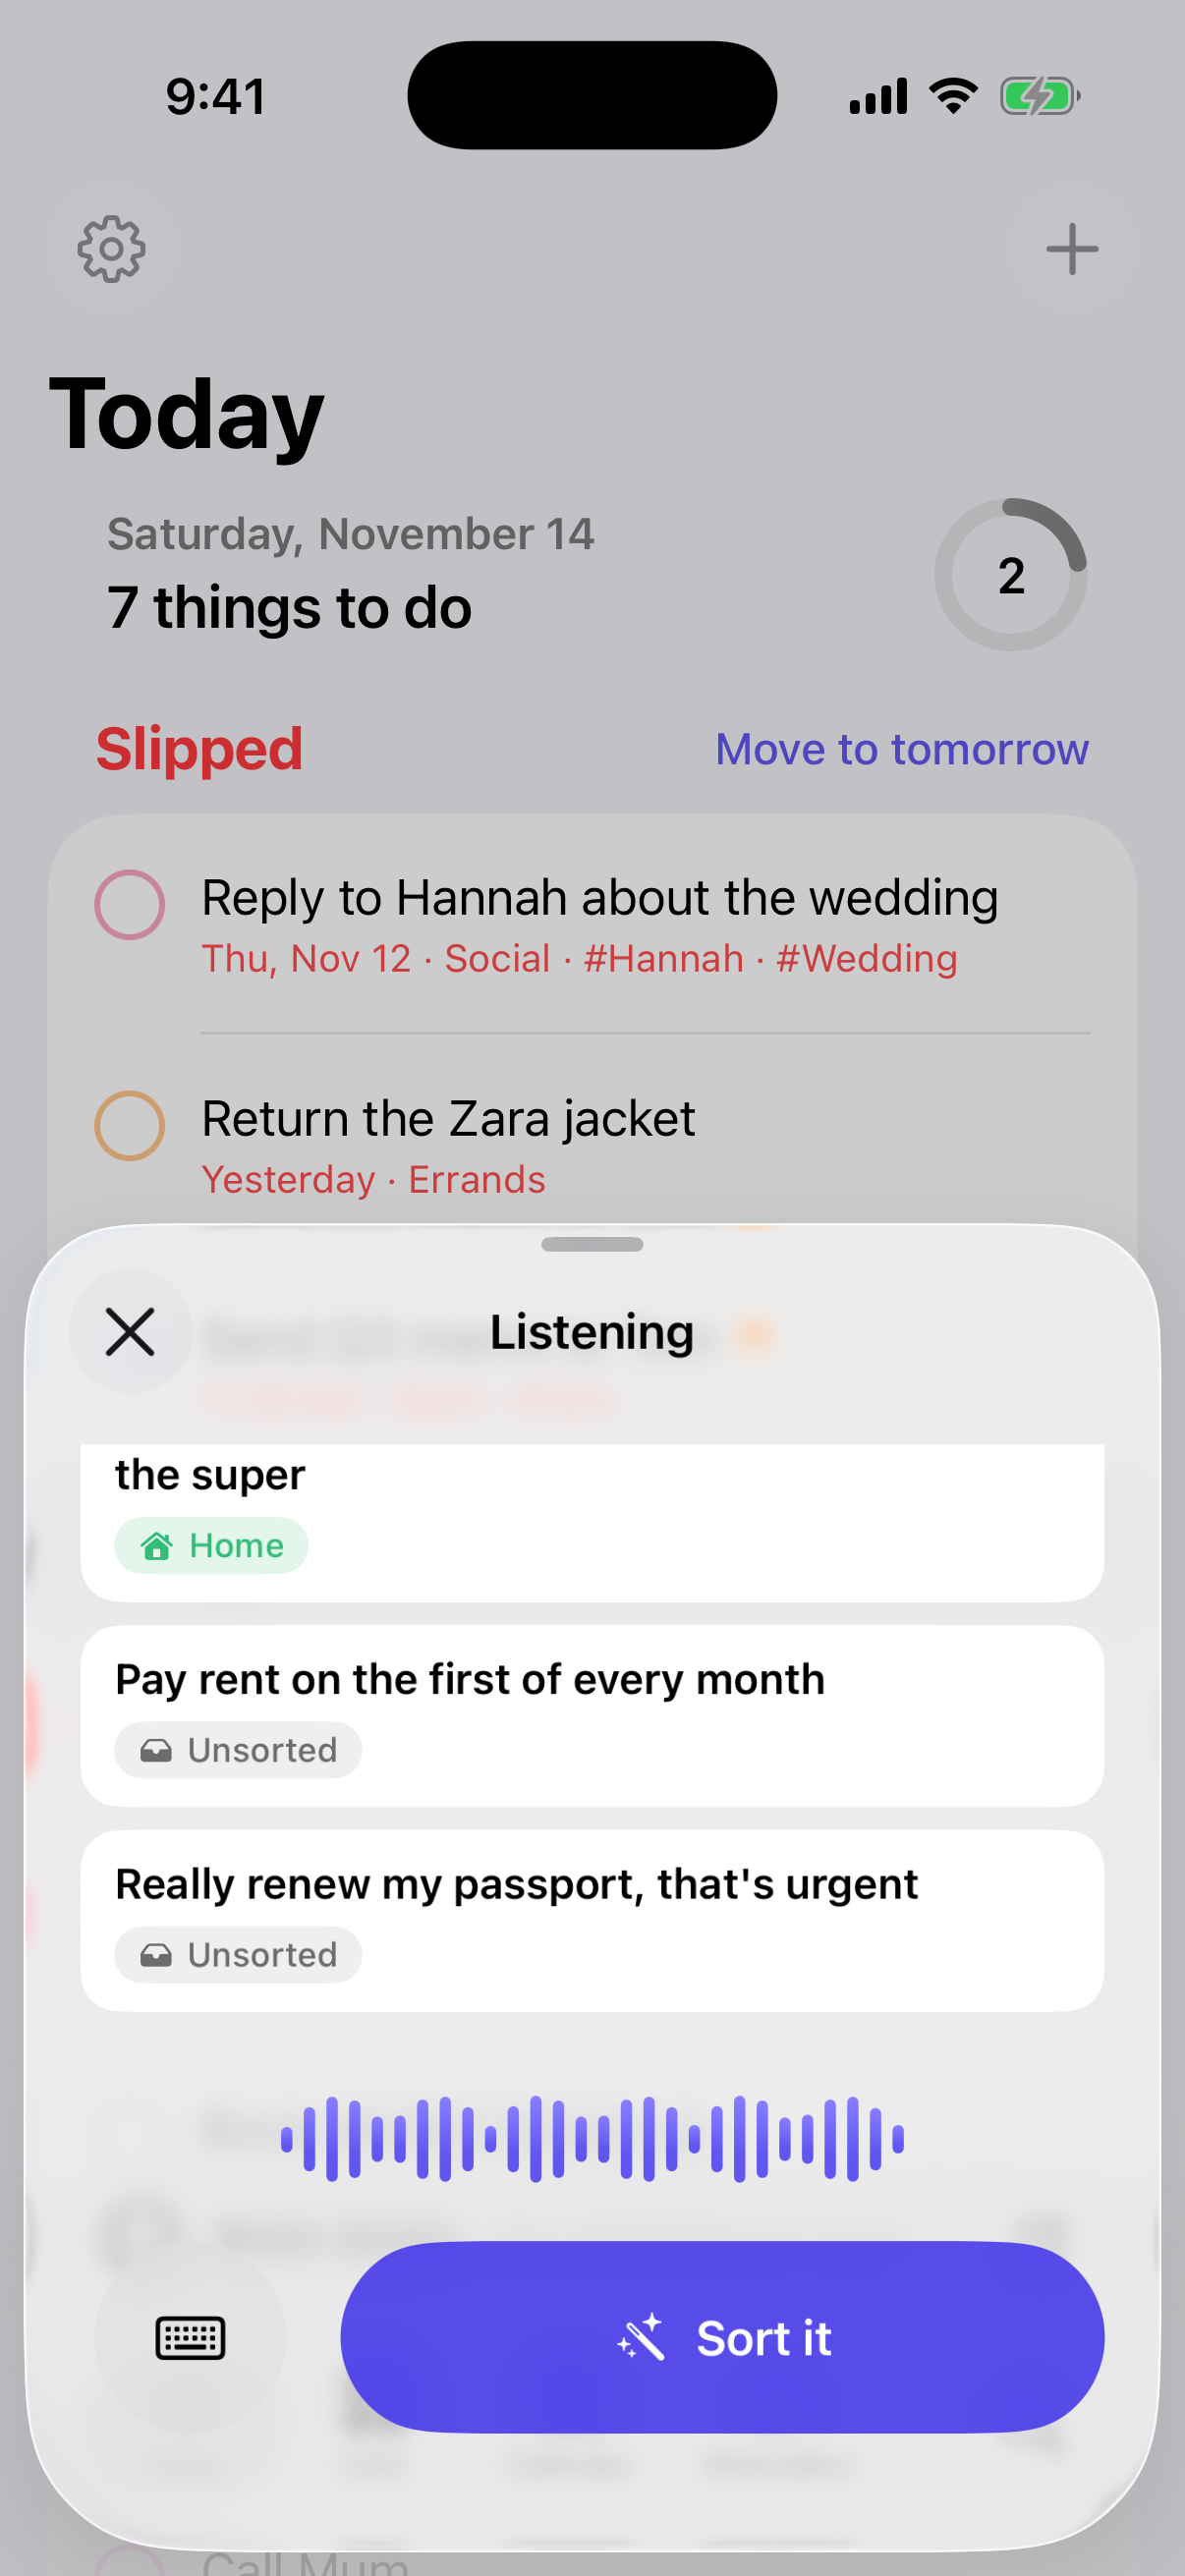 9:41
Today
Saturday, November 14
7 things to do
2
Slipped
Move to tomorrow
Reply to Hannah about the wedding
Thu, Nov 12 · Social · #Hannah · #Wedding
Return the Zara jacket
Yesterday · Errands
Listening
the super
Home
Pay rent on the first of every month
Unsorted
Really renew my passport, that's urgent
Unsorted
Sort it
Call Mum